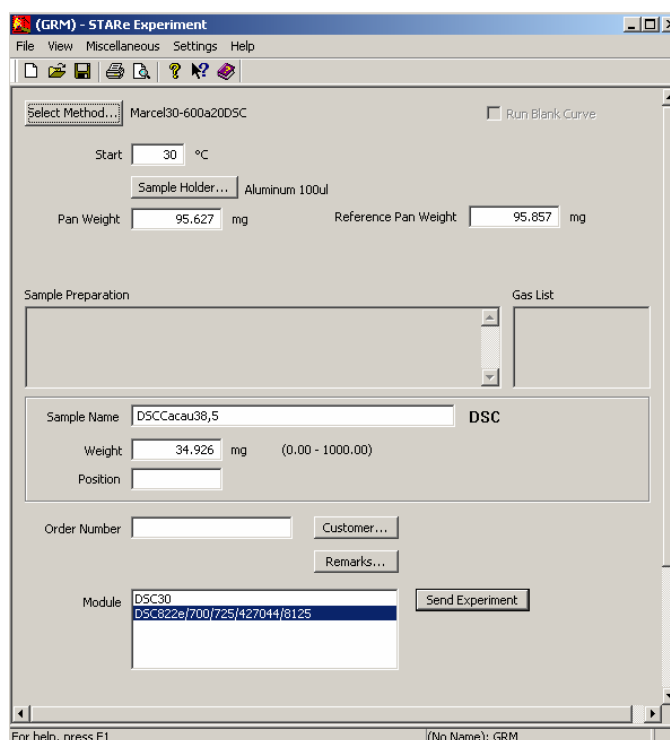 (GRM) - STARe Experiment
File View Miscellaneous Settings Help
Select Method... Marcel30-600a20DSC Run Blank Curve
Start 30 °C
Sample Holder... Aluminum 100ul
Pan Weight 95.627 mg Reference Pan Weight 95.857 mg
Sample Preparation Gas List
Sample Name DSCCacau38,5 DSC
Weight 34.926 mg (0.00 - 1000.00)
Position
Order Number Customer...
Remarks...
Module DSC30
DSC822e/700/725/427044/8125 Send Experiment
For help, press F1 (No Name): GRM